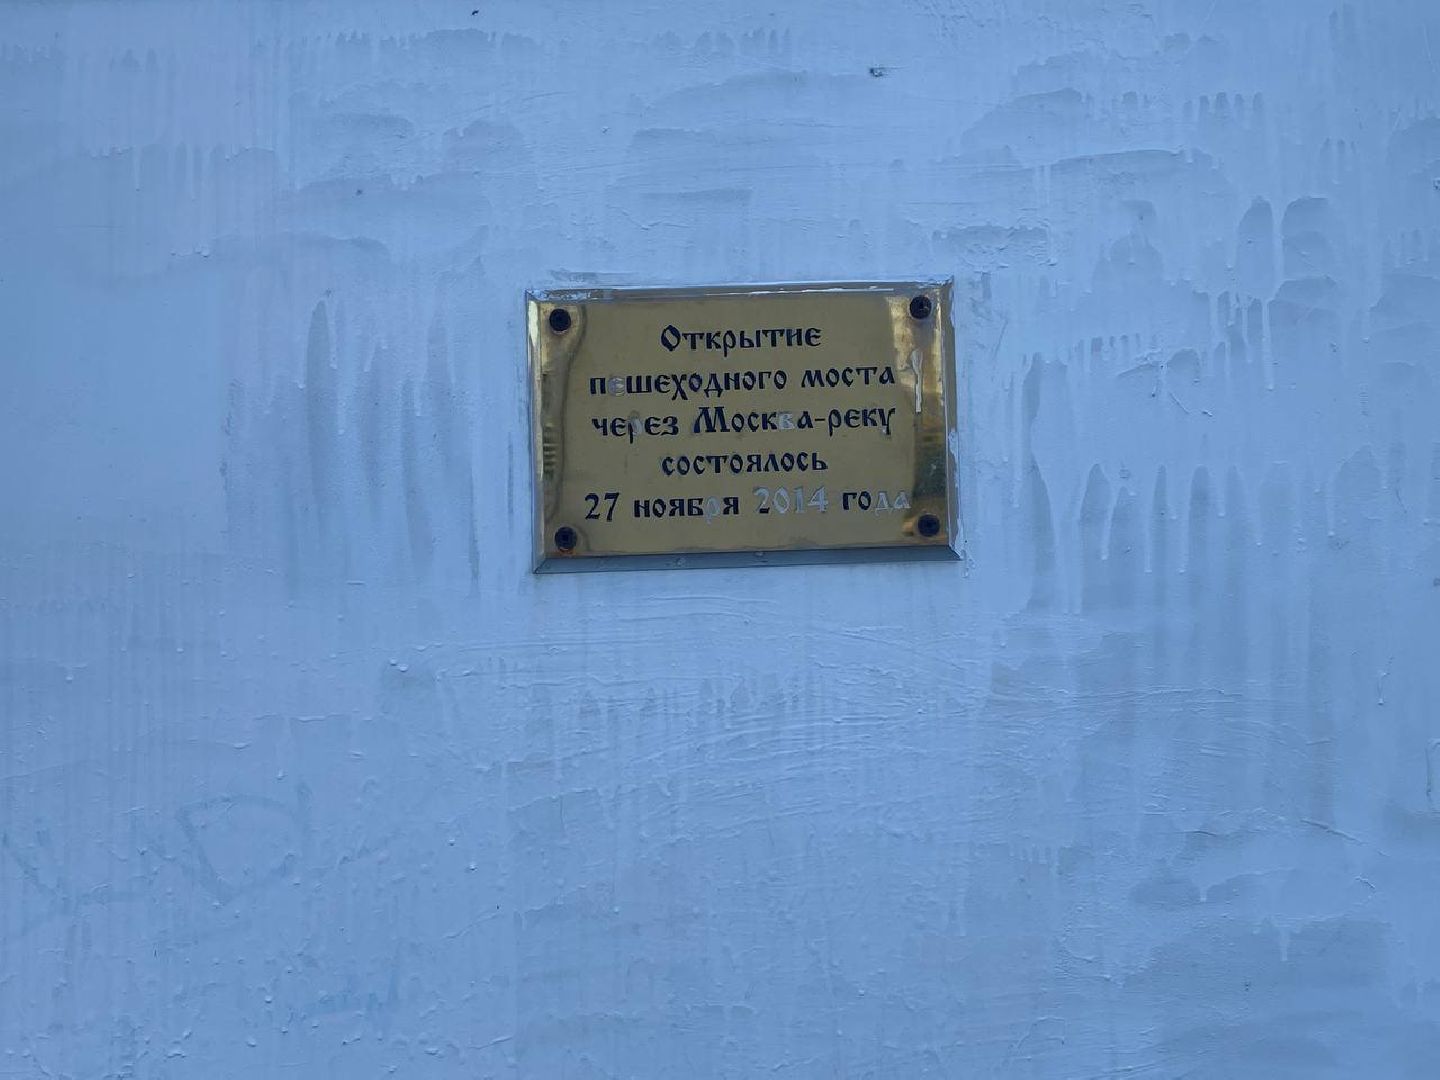 Открытие
пешеходного моста
через Москва-реку
состоялось
27 ноября 2014 года